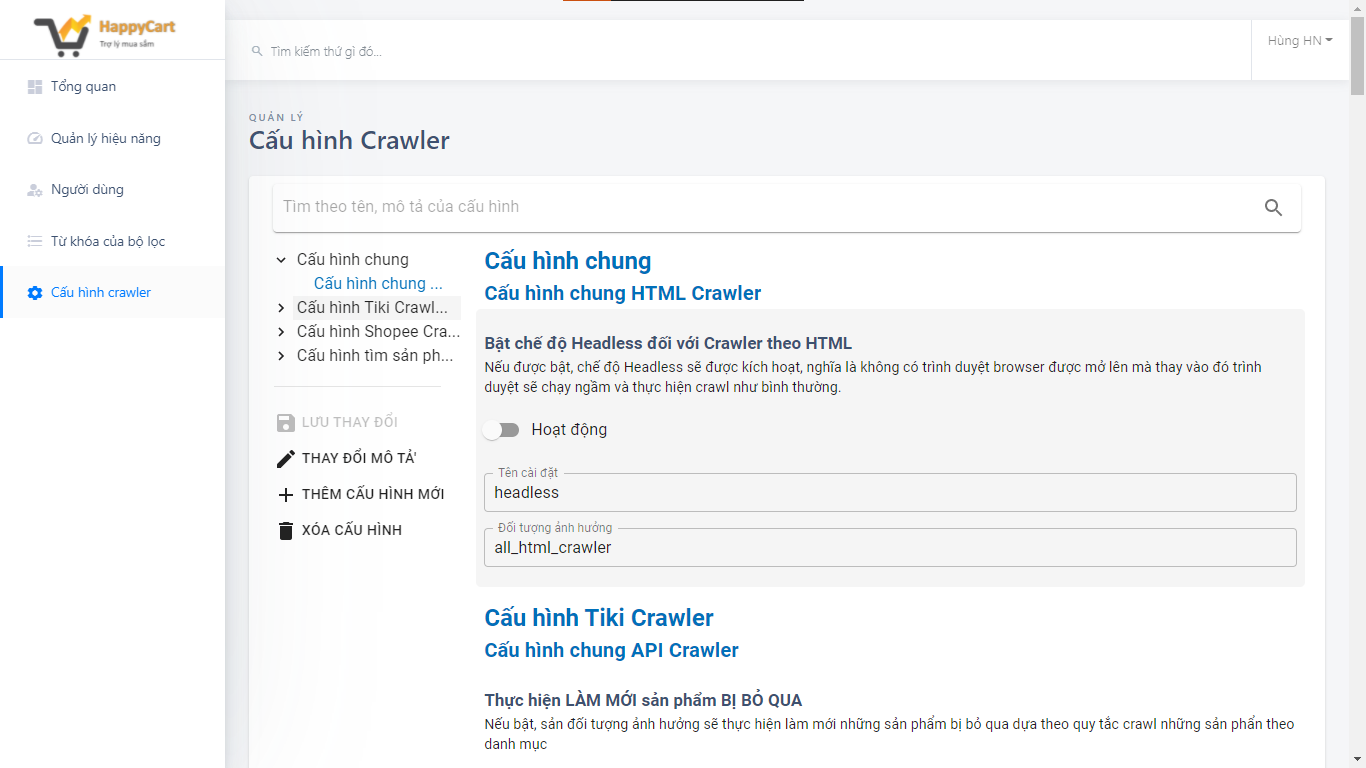 HappyCart
Trợ lý mua sắm
Tổng quan
Quản lý hiệu năng
Người dùng
Từ khóa của bộ lọc
Cấu hình crawler
Tìm kiếm thứ gì đó...
Hùng HN
QUẢN LÝ
Cấu hình Crawler
Tìm theo tên, mô tả của cấu hình
Cấu hình chung
Cấu hình chung ...
Cấu hình Tiki Crawl...
Cấu hình Shopee Cra...
Cấu hình tìm sản ph...
LƯU THAY ĐỔI
THAY ĐỔI MÔ TẢ'
THÊM CẤU HÌNH MỚI
XÓA CẤU HÌNH
Cấu hình chung
Cấu hình chung HTML Crawler
Bật chế độ Headless đối với Crawler theo HTML
Nếu được bật, chế độ Headless sẽ được kích hoạt, nghĩa là không có trình duyệt browser được mở lên mà thay vào đó trình
duyệt sẽ chạy ngầm và thực hiện crawl như bình thường.
Hoạt động
Tên cài đặt
headless
Đối tượng ảnh hưởng
all_html_crawler
Cấu hình Tiki Crawler
Cấu hình chung API Crawler
Thực hiện LÀM MỚI sản phẩm BỊ BỎ QUA
Nếu bật, sản đối tượng ảnh hưởng sẽ thực hiện làm mới những sản phẩm bị bỏ qua dựa theo quy tắc crawl những sản phẩn theo
danh mục